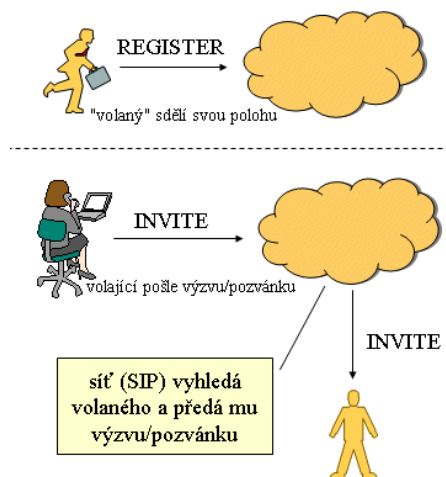 REGISTER
"volaný" sdělí svou polohu
INVITE
volající pošle výzvu/pozvánku
INVITE
síť (SIP) vyhledá
volaného a předá mu
výzvu/pozvánku